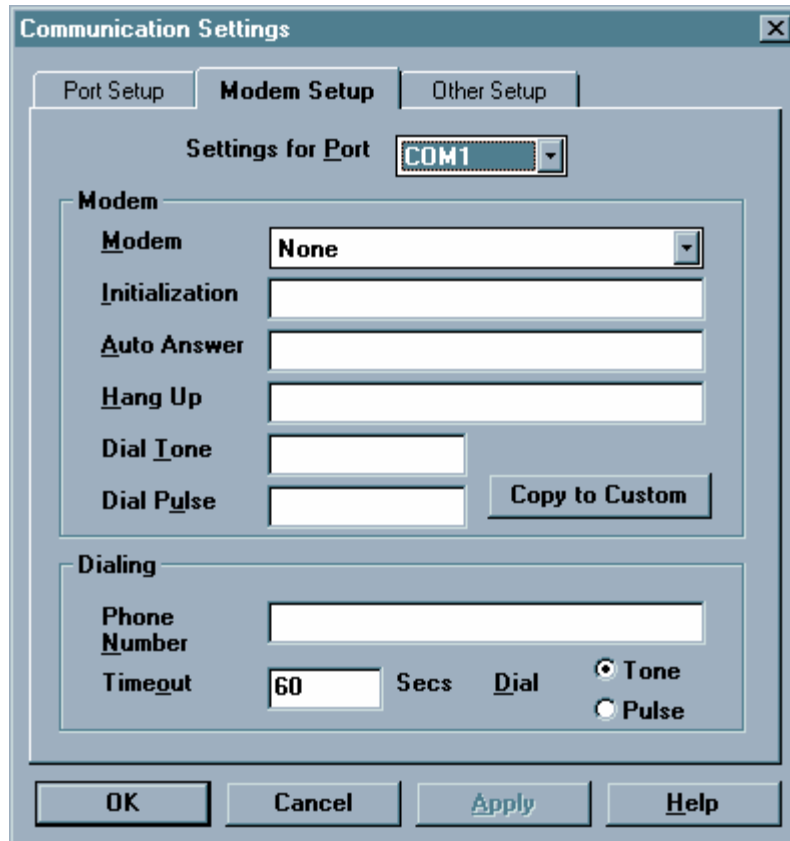 Communication Settings
Port Setup Modem Setup Other Setup
Settings for Port COM1
Modem
Modem None
Initialization
Auto Answer
Hang Up
Dial Tone
Dial Pulse Copy to Custom
Dialing
Phone
Number
Timeout 60 Secs Dial Tone
Pulse
OK Cancel Apply Help